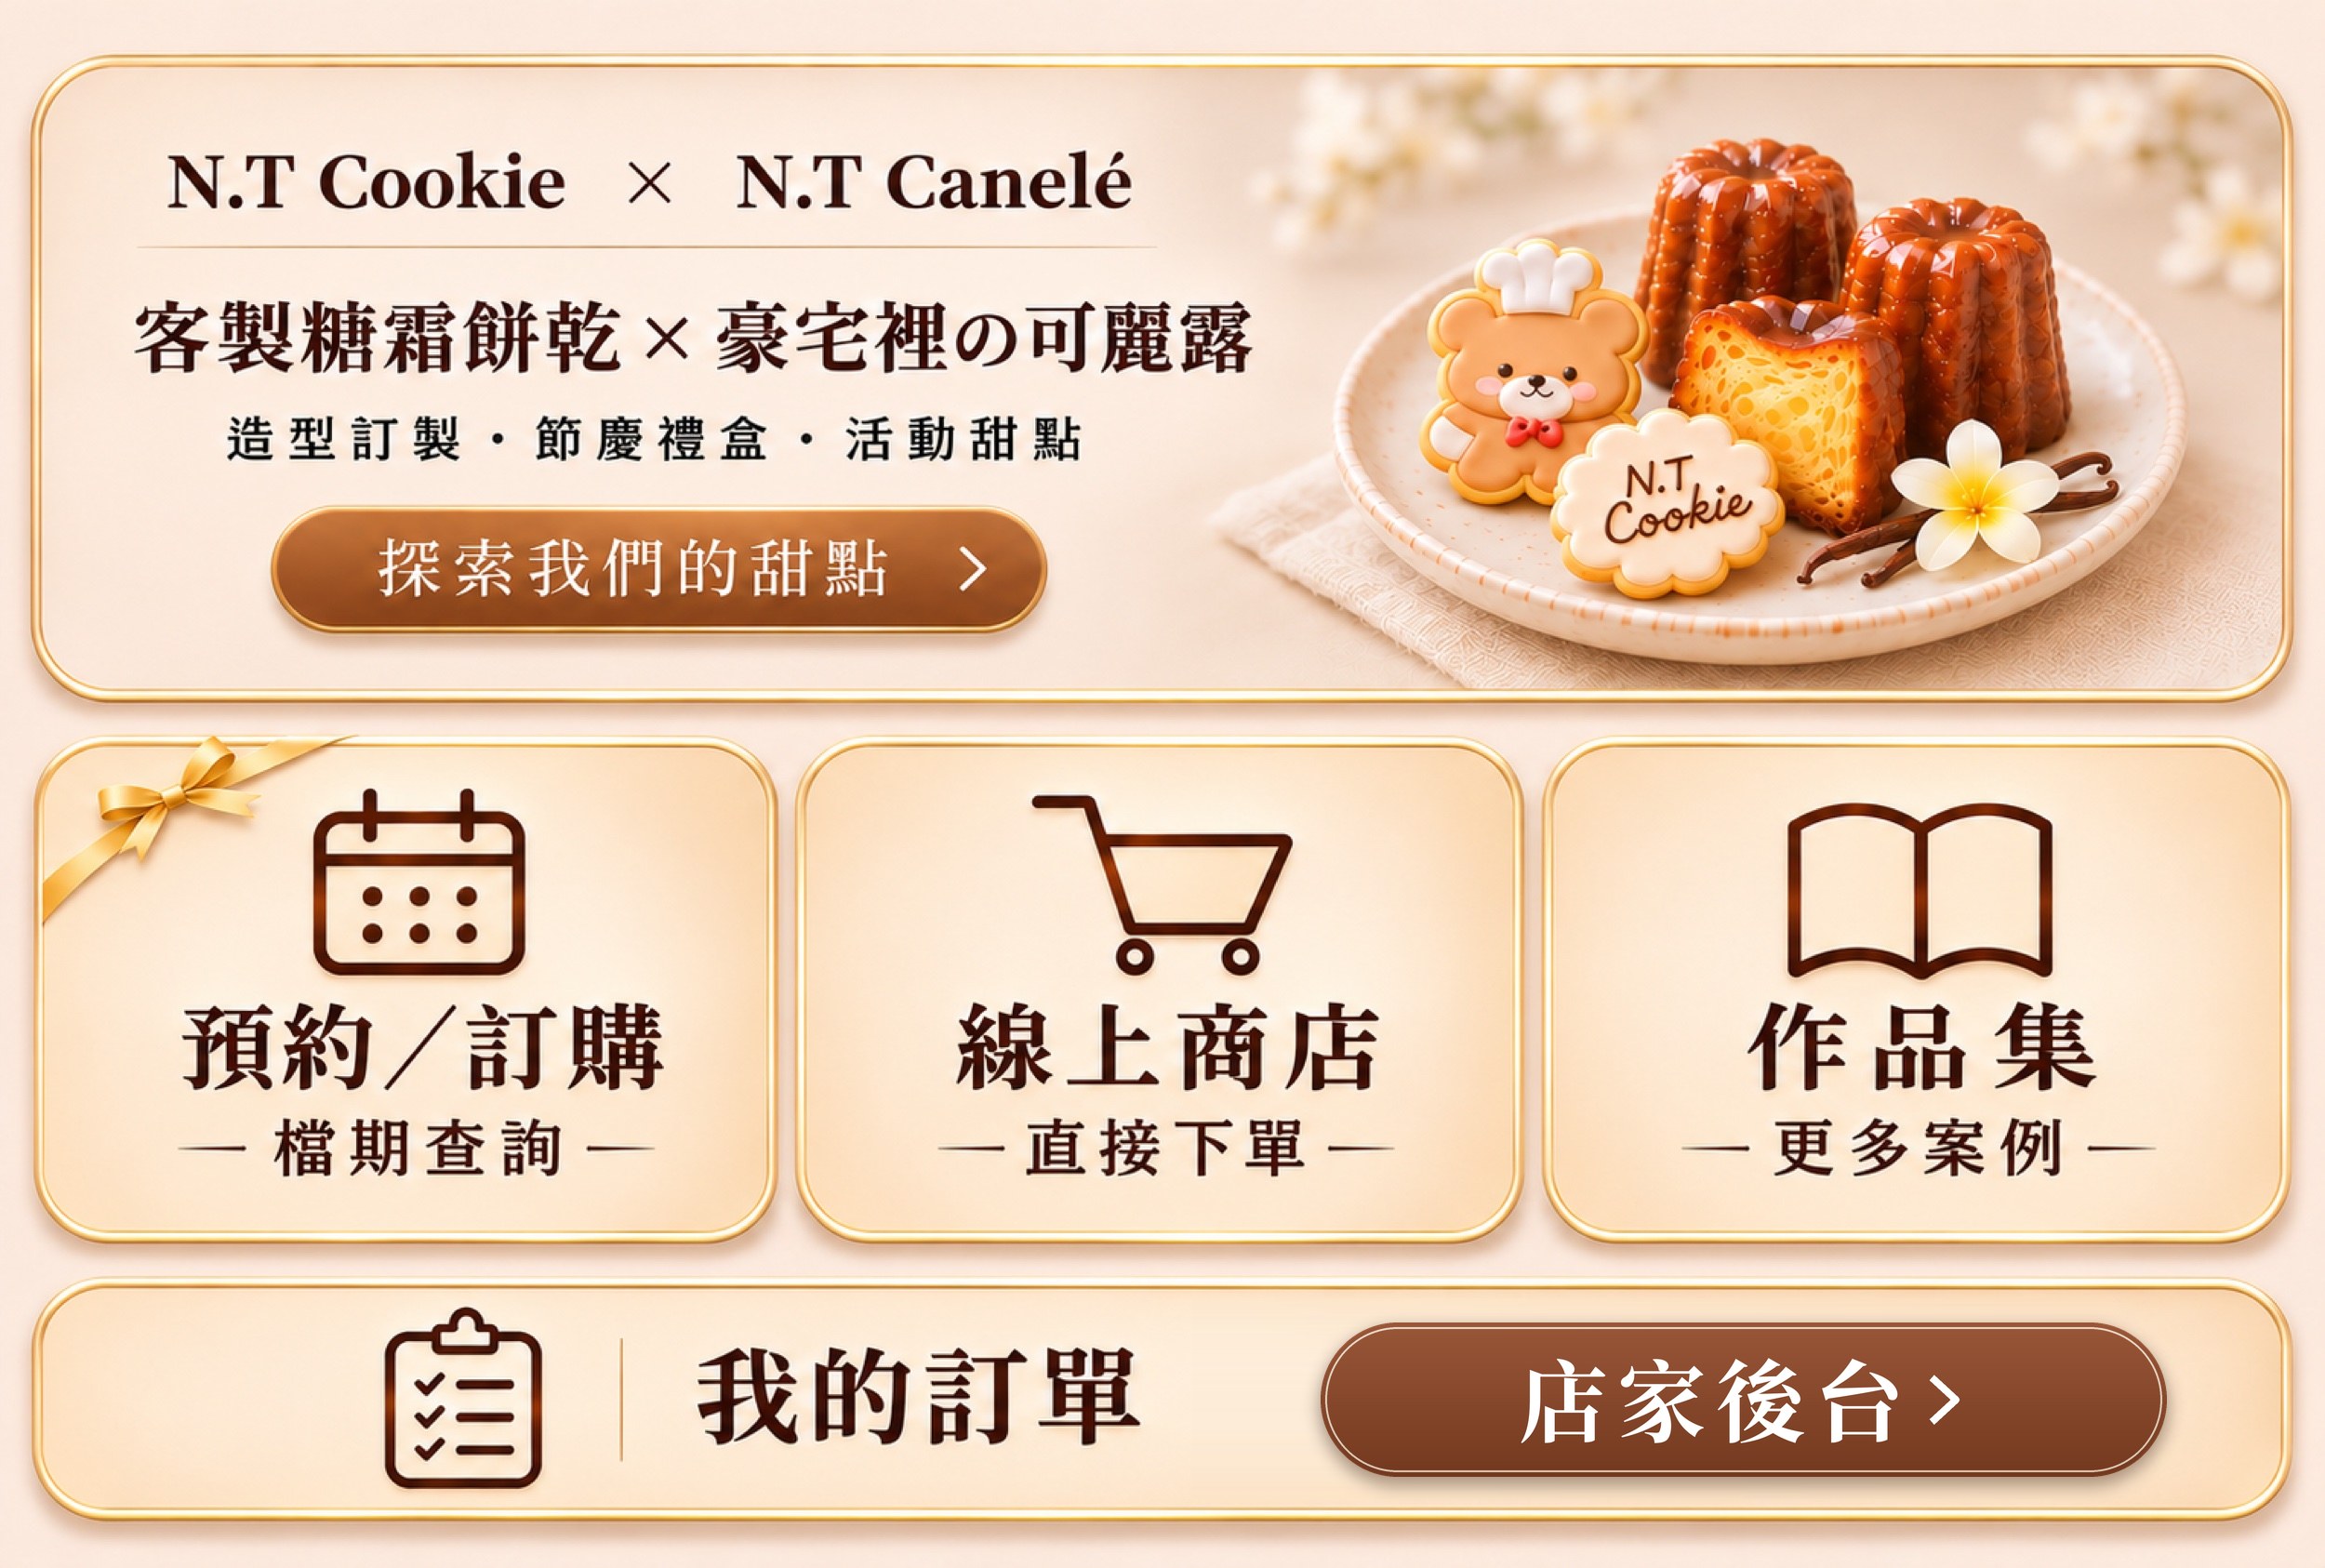 N.T Cookie × N.T Canelé
客製糖霜餅乾×豪宅裡の可麗露
造型訂製・節慶禮盒・活動甜點
探索我們的甜點 >
N.T
Cookie
預約／訂購
檔期查詢
線上商店
直接下單
作品集
更多案例
我的訂單
店家後台>